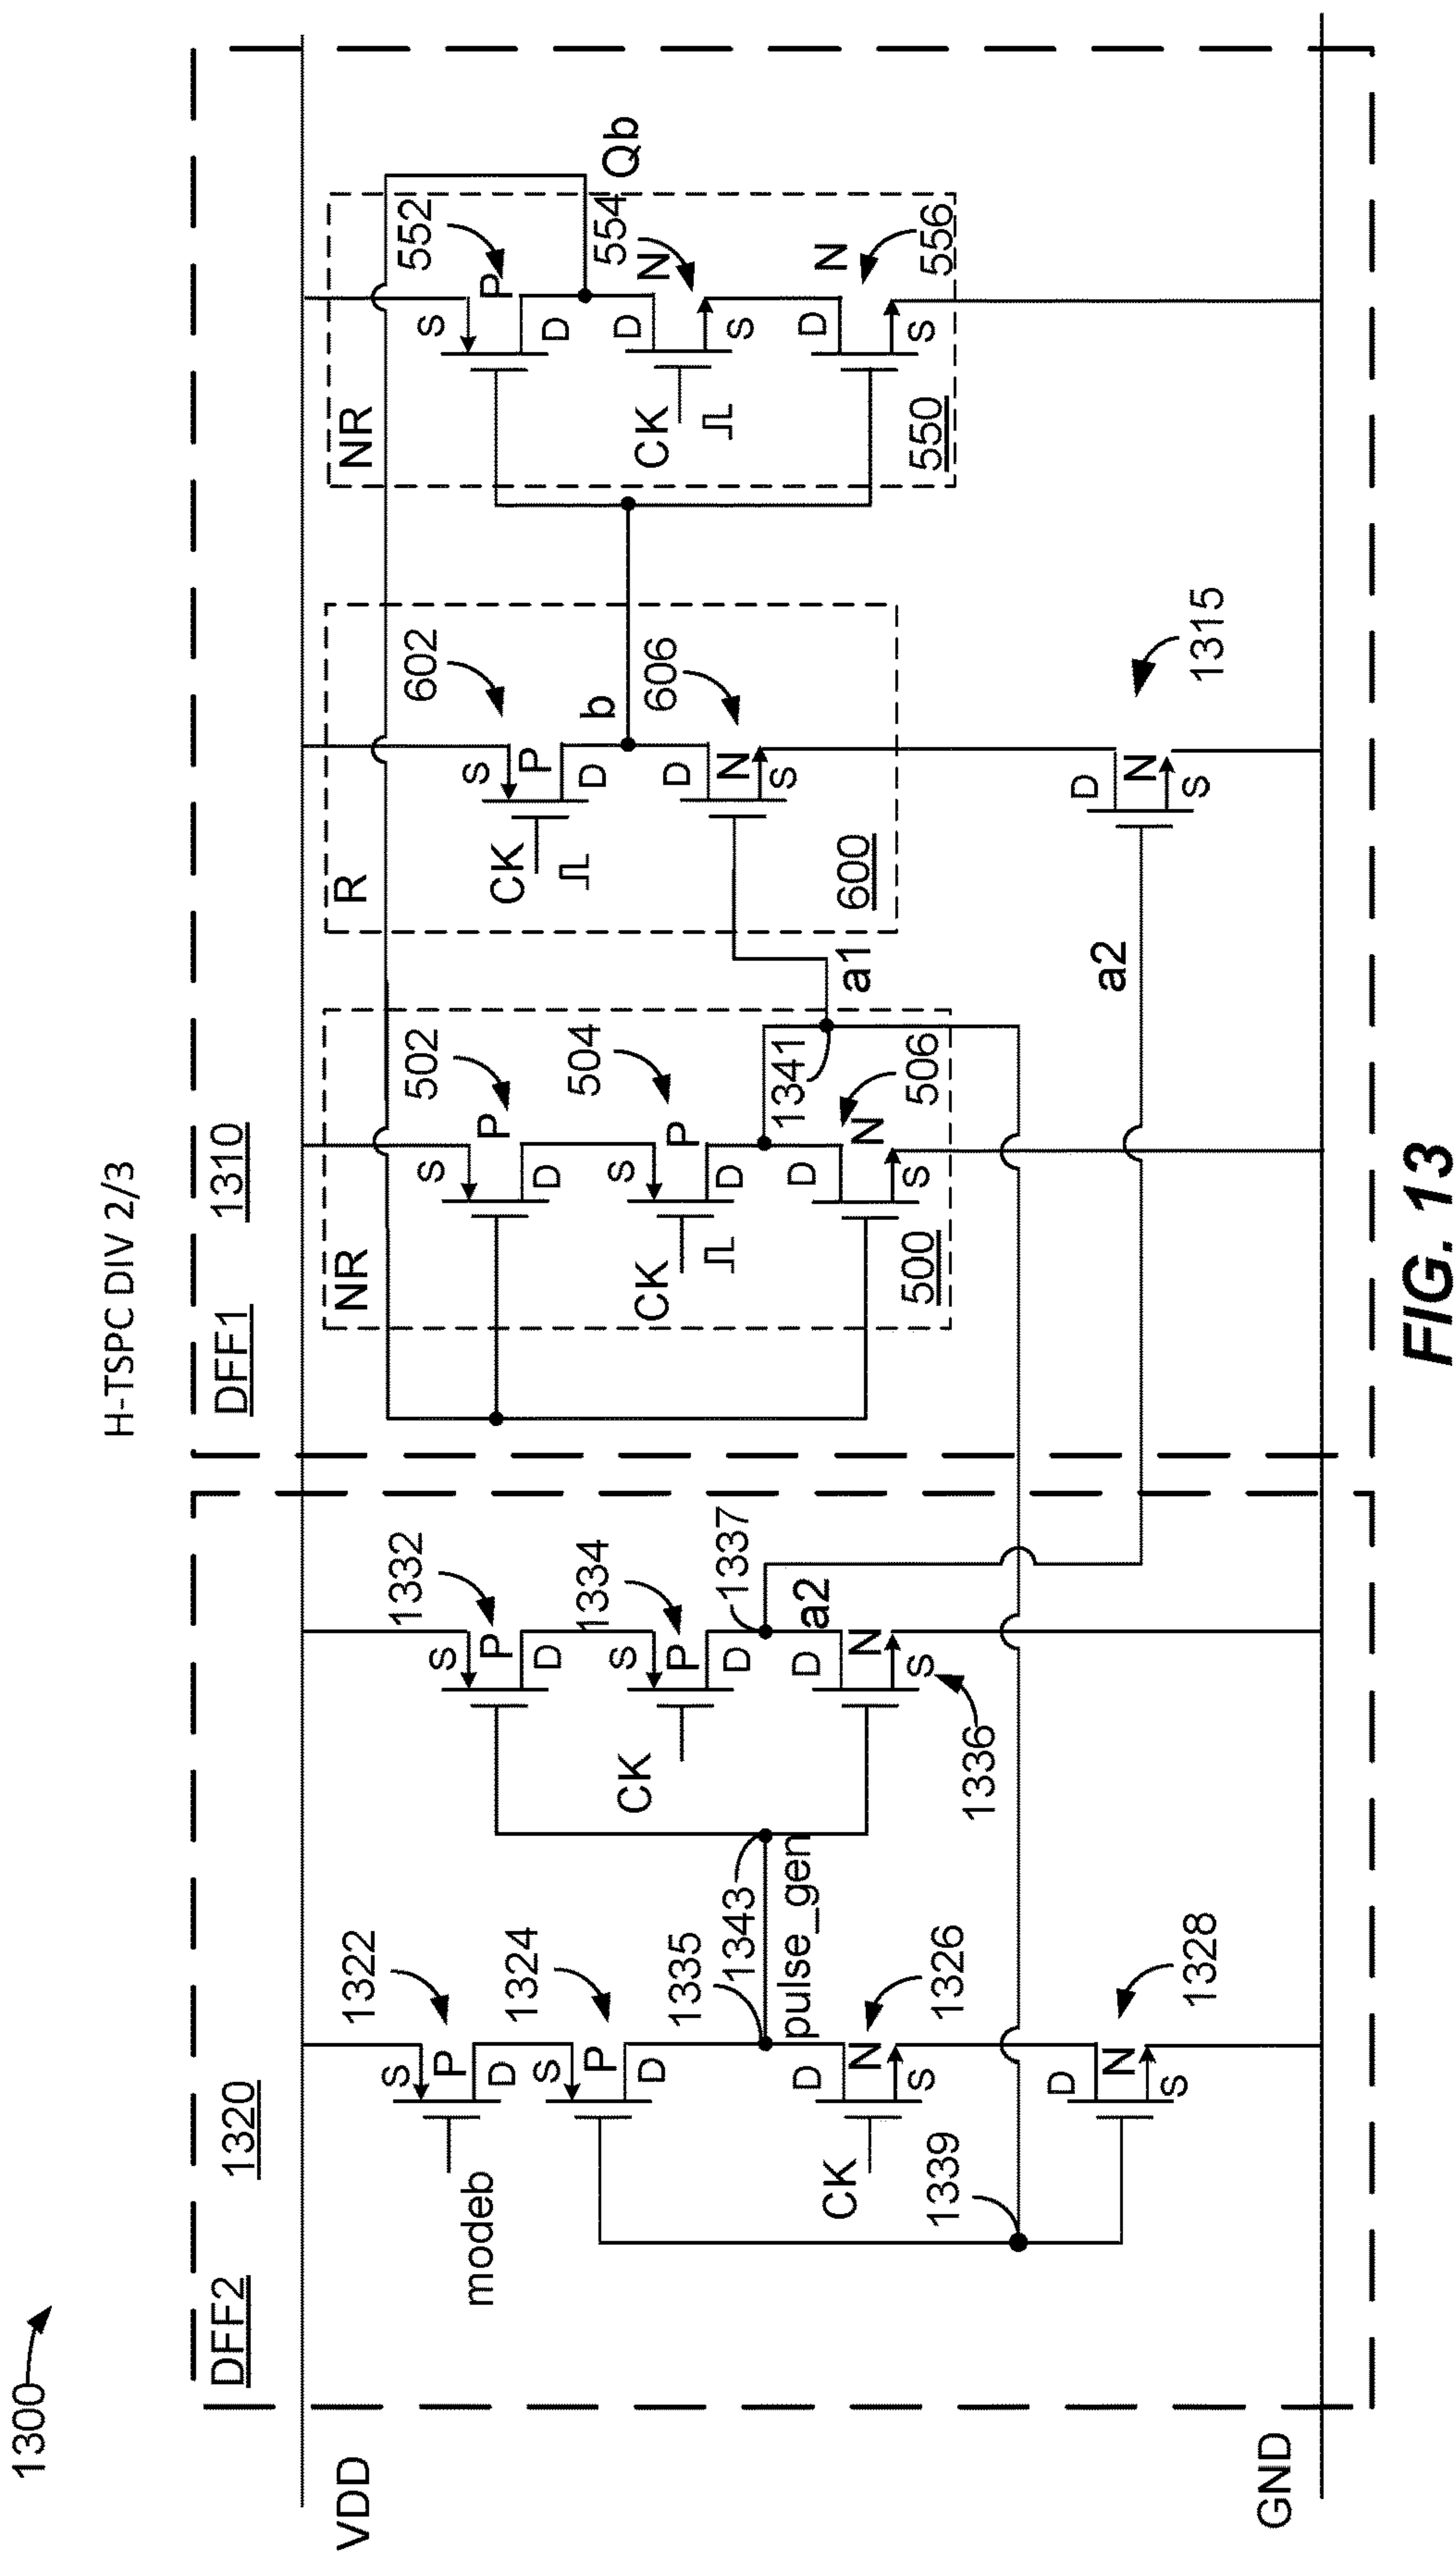 1300
H-TSPC DIV 2/3
DFF2
1320
DFF1
1310
VDD
GND
modeb
1322
S
P
D
1324
S
P
D
1335
1343
pulse_gen
CK
D
N
S
1326
1339
D
N
S
1328
1332
S
P
D
1334
S
P
D
CK
1337
a2
D
N
S
1336
NR
502
S
P
D
504
S
P
D
CK
1341
D
N
S
506
500
a1
a2
R
602
S
P
D
CK
b
606
D
N
S
600
D
N
S
1315
NR
552
S
P
D
Qb
554
D
N
S
CK
D
N
S
556
550
FIG. 13